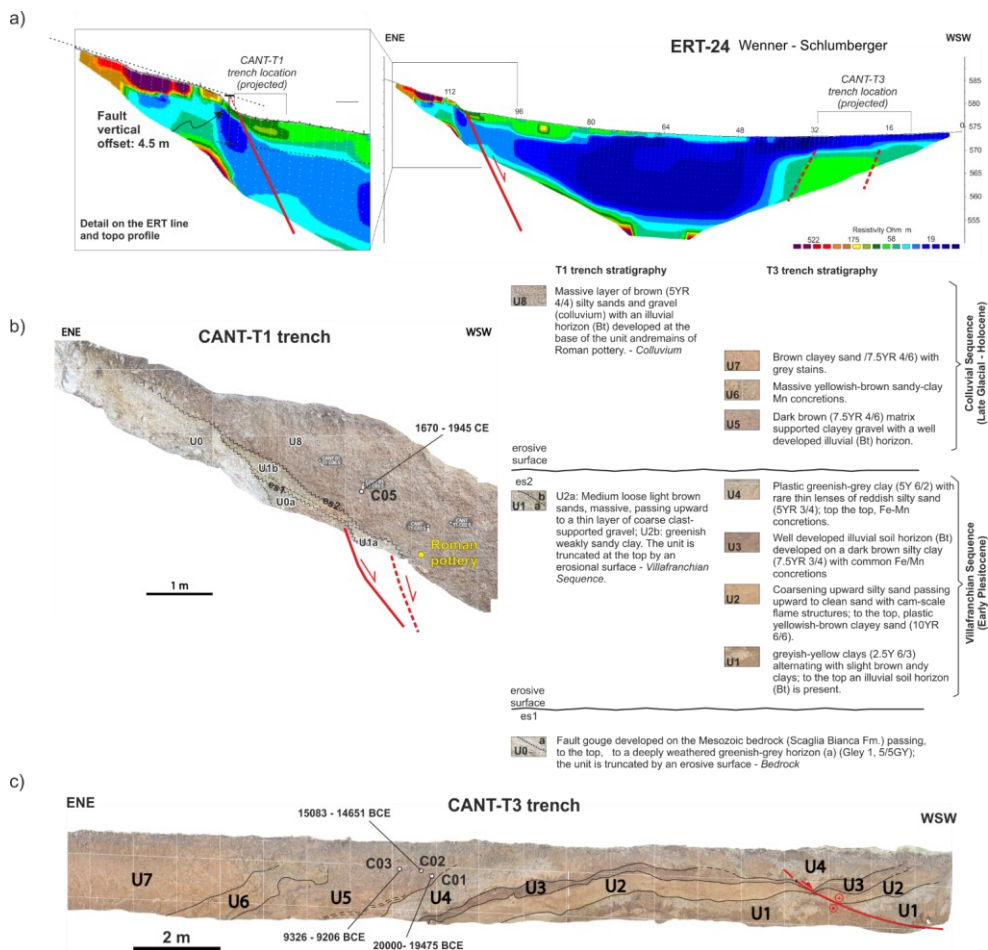 a)
ENE
ERT-24 Wenner - Schlumberger
WSW
CANT-T1
trench location
(projected)
CANT-T3
trench location
(projected)
Fault
vertical
offset: 4.5 m
Detail on the ERT line
and topo profile
112
96
80
64
48
32
16
0
585
580
575
570
565
560
555
Resistivity Ohm m
522
175
58
19
T1 trench stratigraphy
T3 trench stratigraphy
U8
Massive layer of brown (5YR
4/4) silty sands and gravel
(colluvium) with an illuvial
horizon (Bt) developed at the
base of the unit andremains of
Roman pottery. - Colluvium
U7
Brown clayey sand /7.5YR 4/6) with
grey stains.
U6
Massive yellowish-brown sandy-clay
Mn concretions.
U5
Dark brown (7.5YR 4/6) matrix
supported clayey gravel with a well
developed illuvial (Bt) horizon.
Colluvial Sequence
(Late Glacial - Holocene)
erosive
surface
es2
U1
b
a
U2a: Medium loose light brown
sands, massive, passing upward
to a thin layer of coarse clast-
supported gravel; U2b: greenish
weakly sandy clay. The unit is
truncated at the top by an
erosional surface - Villafranchian
Sequence.
U4
Plastic greenish-grey clay (5Y 6/2) with
rare thin lenses of reddish silty sand
(5YR 3/4); top the top, Fe-Mn
concretions.
U3
Well developed illuvial soil horizon (Bt)
developed on a dark brown silty clay
(7.5YR 3/4) with common Fe/Mn
concretions
U2
Coarsening upward silty sand passing
upward to clean sand with cam-scale
flame structures; to the top, plastic
yellowish-brown clayey sand (10YR
6/6).
U1
greyish-yellow clays (2.5Y 6/3)
alternating with slight brown andy
clays; to the top an illuvial soil horizon
(Bt) is present.
Villafranchian Sequence
(Early Plesitocene)
erosive
surface
es1
U0
a
Fault gouge developed on the Mesozoic bedrock (Scaglia Bianca Fm.) passing,
to the top, to a deeply weathered greenish-grey horizon (a) (Gley 1, 5/5GY);
the unit is truncated by an erosive surface - Bedrock
b)
ENE
CANT-T1 trench
WSW
1670 - 1945 CE
U0
U8
U1b
es1
es2
U0a
C05
U1a
Roman
pottery
1 m
c)
ENE
CANT-T3 trench
WSW
15083 - 14651 BCE
C03
C02
C01
U7
U6
U5
U4
U3
U2
U1
U4
U3
U2
U1
9326 - 9206 BCE
20000- 19475 BCE
2 m